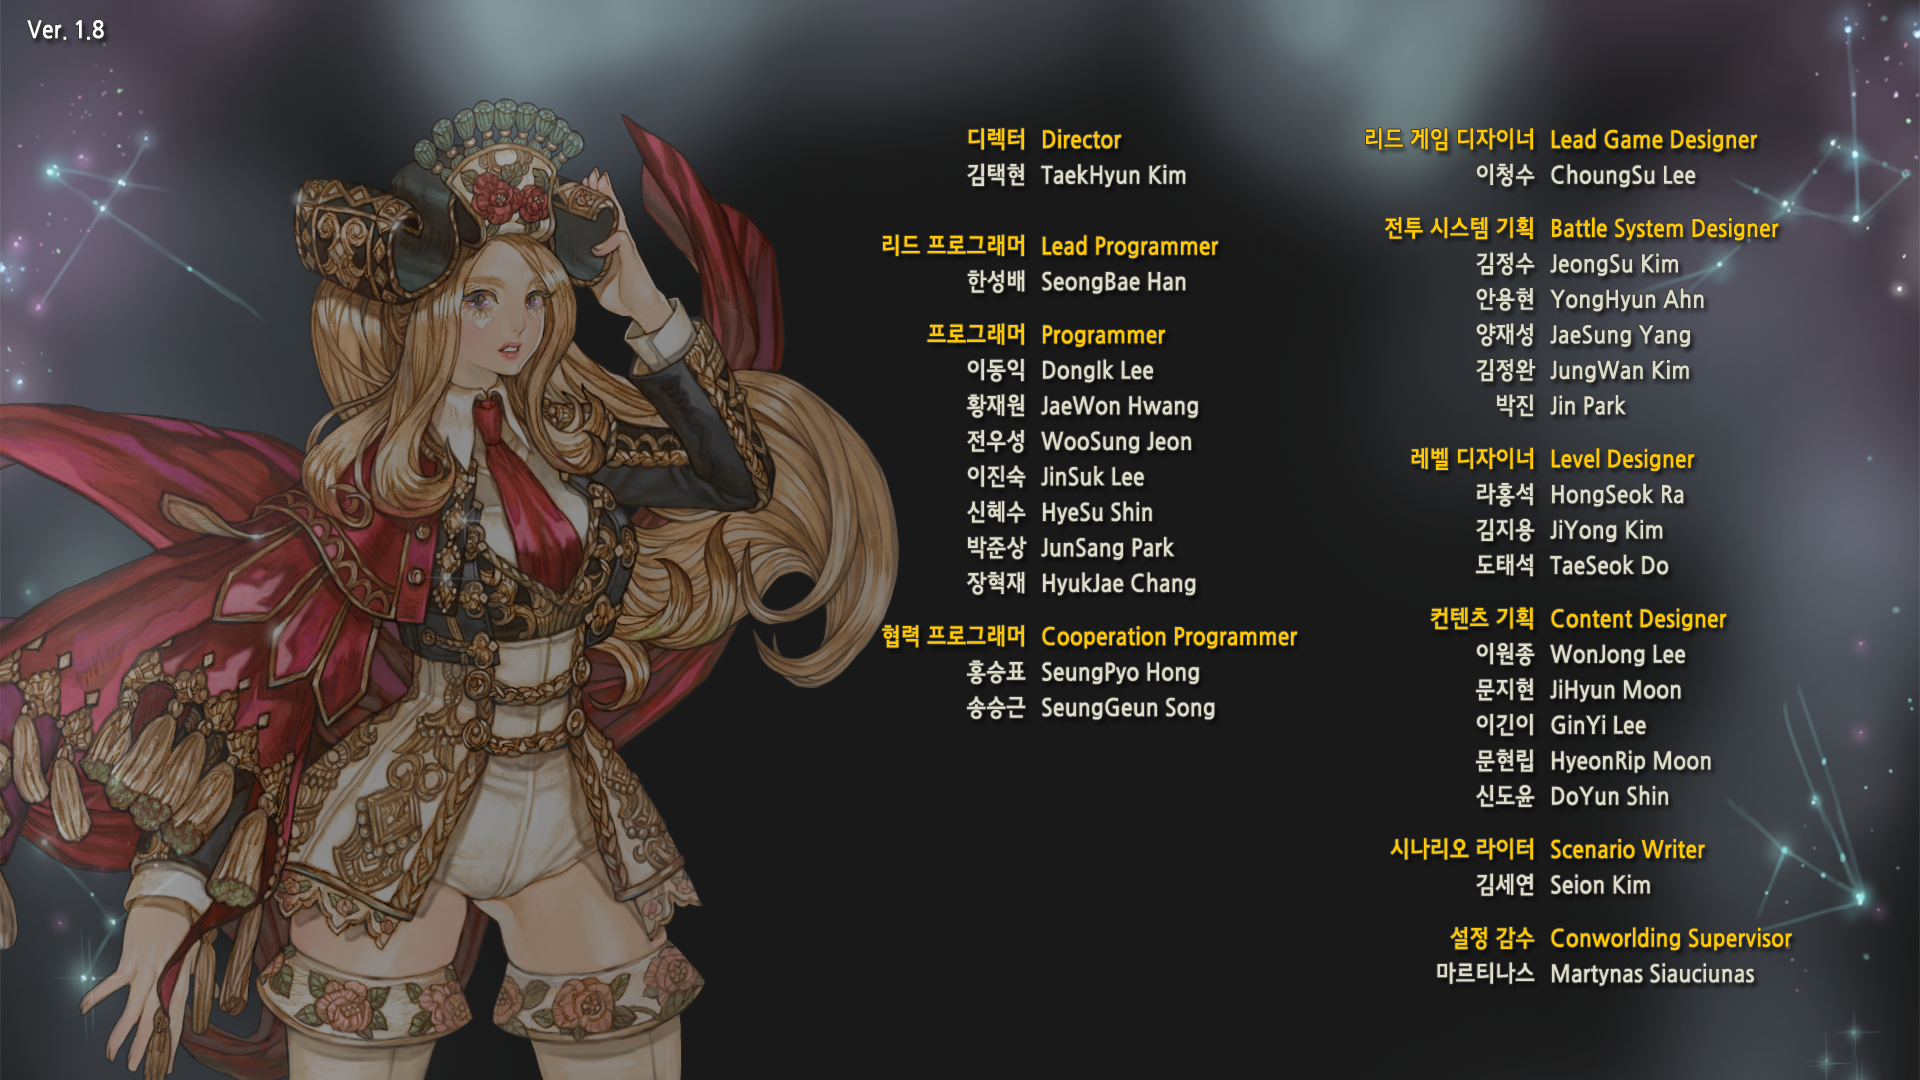 Ver. 1.8
디렉터 Director
김택현 TaekHyun Kim
리드 프로그래머 Lead Programmer
한성배 SeongBae Han
프로그래머 Programmer
이동익 DongIk Lee
황재원 JaeWon Hwang
전우성 WooSung Jeon
이진숙 JinSuk Lee
신혜수 HyeSu Shin
박준상 JunSang Park
장혁재 HyukJae Chang
협력 프로그래머 Cooperation Programmer
홍승표 SeungPyo Hong
송승근 SeungGeun Song
리드 게임 디자이너 Lead Game Designer
이청수 ChoungSu Lee
전투 시스템 기획 Battle System Designer
김정수 JeongSu Kim
안용현 YongHyun Ahn
양재성 JaeSung Yang
김정완 JungWan Kim
박진 Jin Park
레벨 디자이너 Level Designer
라홍석 HongSeok Ra
김지용 JiYong Kim
도태석 TaeSeok Do
컨텐츠 기획 Content Designer
이원종 WonJong Lee
문지현 JiHyun Moon
이긴이 GinYi Lee
문현립 HyeonRip Moon
신도윤 DoYun Shin
시나리오 라이터 Scenario Writer
김세연 Seion Kim
설정 감수 Conworlding Supervisor
마르티나스 Martynas Siauciunas